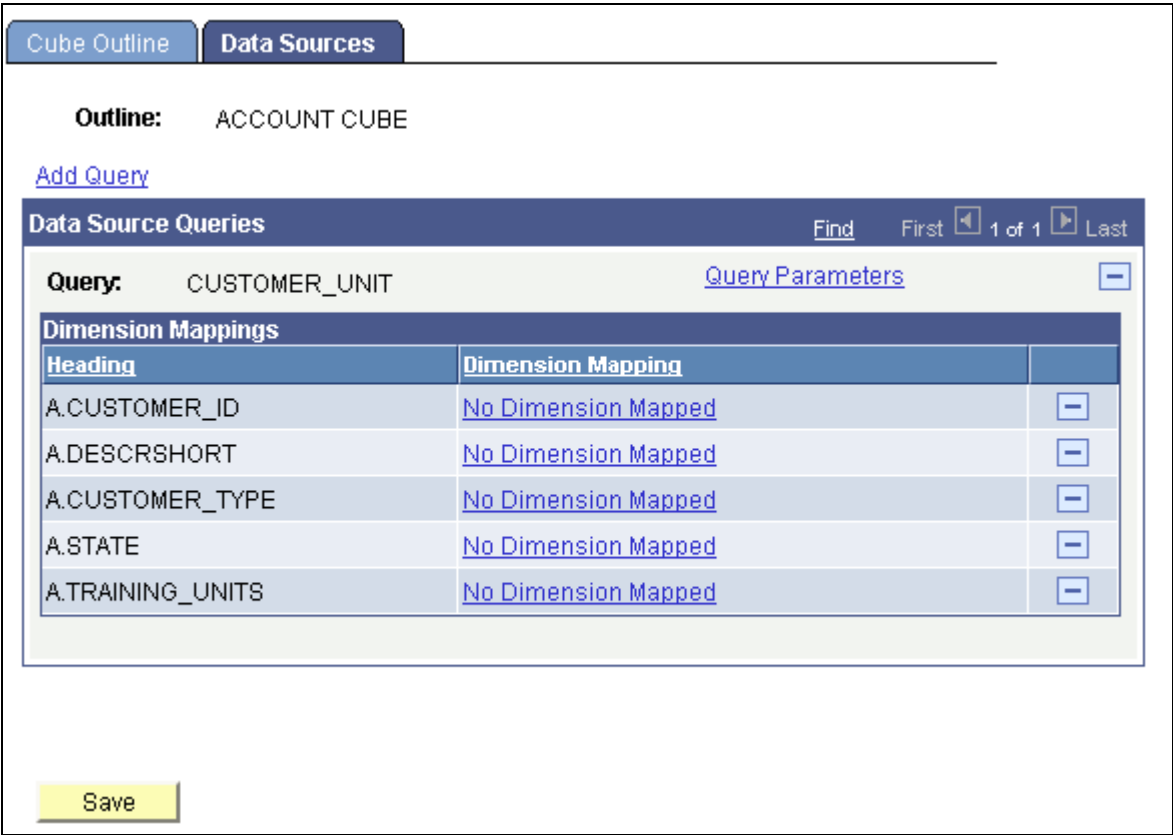 Cube Outline Data Sources
Outline: ACCOUNT CUBE
Add Query
Data Source Queries Find First 1 of 1 Last
Query: CUSTOMER_UNIT Query Parameters
Dimension Mappings
Heading Dimension Mapping
A.CUSTOMER_ID No Dimension Mapped
A.DESCRSHORT No Dimension Mapped
A.CUSTOMER_TYPE No Dimension Mapped
A.STATE No Dimension Mapped
A.TRAINING_UNITS No Dimension Mapped
Save